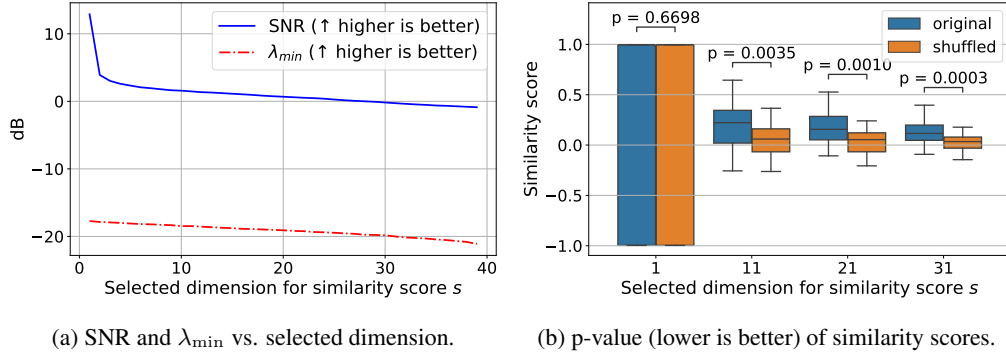 10
0
−10
−20
dB
0
10
20
30
40
Selected dimension for similarity score s
SNR (↑ higher is better)
λmin (↑ higher is better)
(a) SNR and λmin vs. selected dimension.
1.0
0.5
0.0
−0.5
−1.0
Similarity score
p = 0.6698
p = 0.0035
p = 0.0010
p = 0.0003
original
shuffled
1
11
21
31
Selected dimension for similarity score s
(b) p-value (lower is better) of similarity scores.